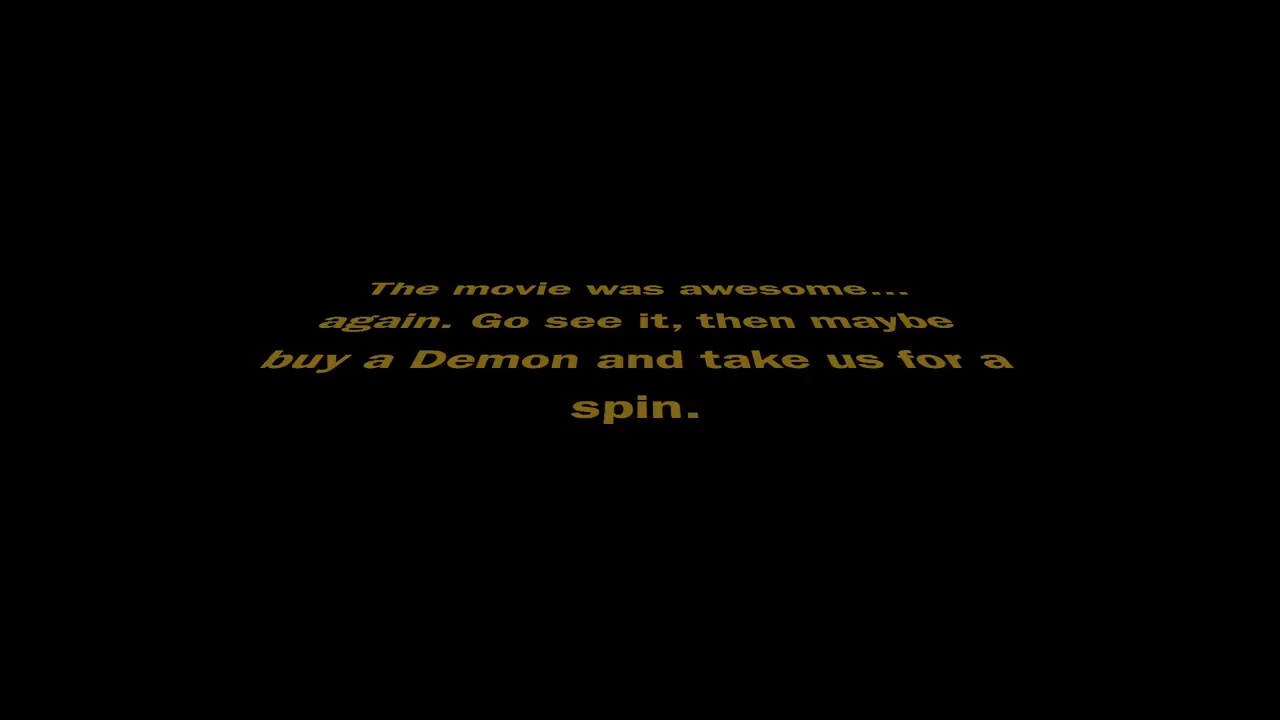 The movie was awesome...
again. Go see it, then maybe
buy a Demon and take us for a
spin.